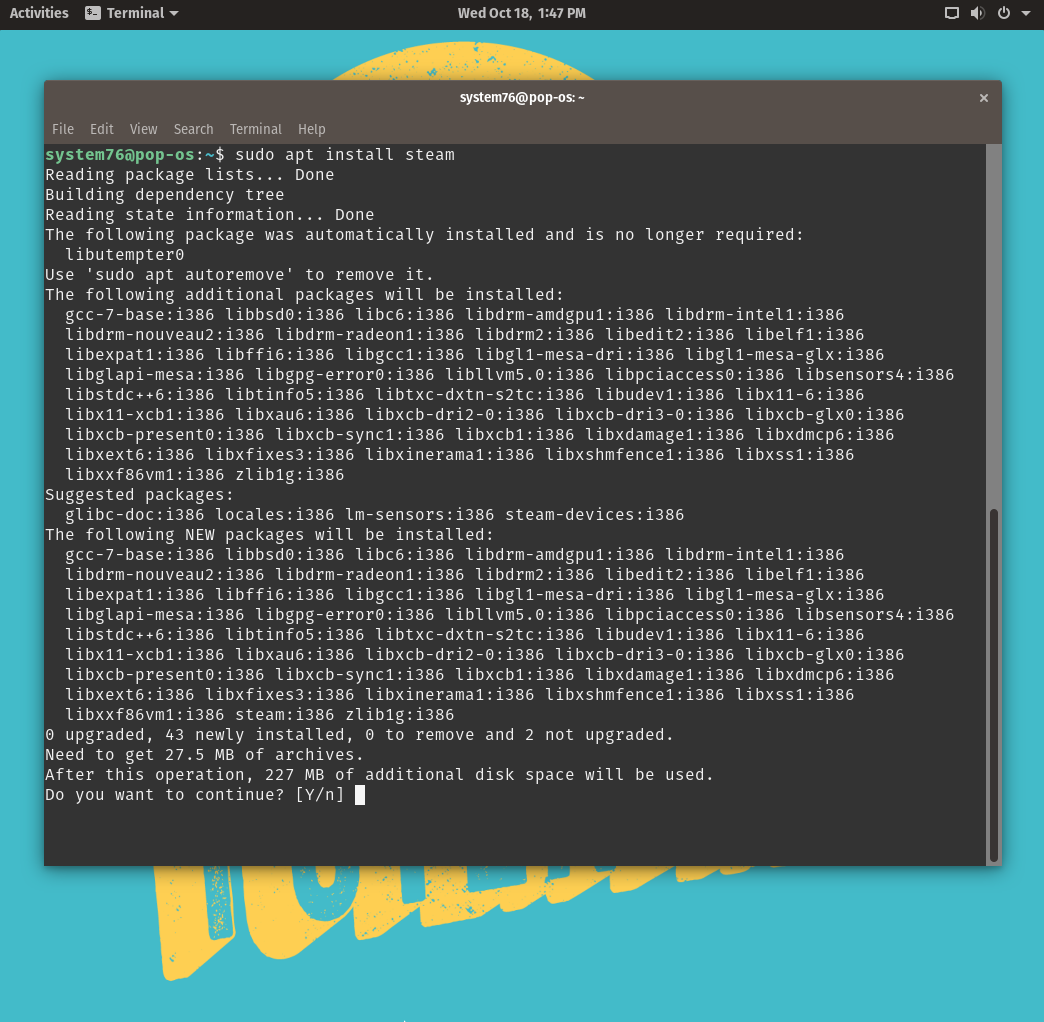 Activities Terminal Wed Oct 18, 1:47 PM
system76@pop-os: ~ ×
File Edit View Search Terminal Help
system76@pop-os:~$ sudo apt install steam
Reading package lists... Done
Building dependency tree
Reading state information... Done
The following package was automatically installed and is no longer required:
  libutempter0
Use 'sudo apt autoremove' to remove it.
The following additional packages will be installed:
  gcc-7-base:i386 libbsd0:i386 libc6:i386 libdrm-amdgpu1:i386 libdrm-intel1:i386
  libdrm-nouveau2:i386 libdrm-radeon1:i386 libdrm2:i386 libedit2:i386 libelf1:i386
  libexpat1:i386 libffi6:i386 libgcc1:i386 libgl1-mesa-dri:i386 libgl1-mesa-glx:i386
  libglapi-mesa:i386 libgpg-error0:i386 libllvm5.0:i386 libpciaccess0:i386 libsensors4:i386
  libstdc++6:i386 libtinfo5:i386 libtxc-dxtn-s2tc:i386 libudev1:i386 libx11-6:i386
  libx11-xcb1:i386 libxau6:i386 libxcb-dri2-0:i386 libxcb-dri3-0:i386 libxcb-glx0:i386
  libxcb-present0:i386 libxcb-sync1:i386 libxcb1:i386 libxdamage1:i386 libxdmcp6:i386
  libxext6:i386 libxfixes3:i386 libxinerama1:i386 libxshmfence1:i386 libxss1:i386
  libxxf86vm1:i386 zlib1g:i386
Suggested packages:
  glibc-doc:i386 locales:i386 lm-sensors:i386 steam-devices:i386
The following NEW packages will be installed:
  gcc-7-base:i386 libbsd0:i386 libc6:i386 libdrm-amdgpu1:i386 libdrm-intel1:i386
  libdrm-nouveau2:i386 libdrm-radeon1:i386 libdrm2:i386 libedit2:i386 libelf1:i386
  libexpat1:i386 libffi6:i386 libgcc1:i386 libgl1-mesa-dri:i386 libgl1-mesa-glx:i386
  libglapi-mesa:i386 libgpg-error0:i386 libllvm5.0:i386 libpciaccess0:i386 libsensors4:i386
  libstdc++6:i386 libtinfo5:i386 libtxc-dxtn-s2tc:i386 libudev1:i386 libx11-6:i386
  libx11-xcb1:i386 libxau6:i386 libxcb-dri2-0:i386 libxcb-dri3-0:i386 libxcb-glx0:i386
  libxcb-present0:i386 libxcb-sync1:i386 libxcb1:i386 libxdamage1:i386 libxdmcp6:i386
  libxext6:i386 libxfixes3:i386 libxinerama1:i386 libxshmfence1:i386 libxss1:i386
  libxxf86vm1:i386 steam:i386 zlib1g:i386
0 upgraded, 43 newly installed, 0 to remove and 2 not upgraded.
Need to get 27.5 MB of archives.
After this operation, 227 MB of additional disk space will be used.
Do you want to continue? [Y/n]